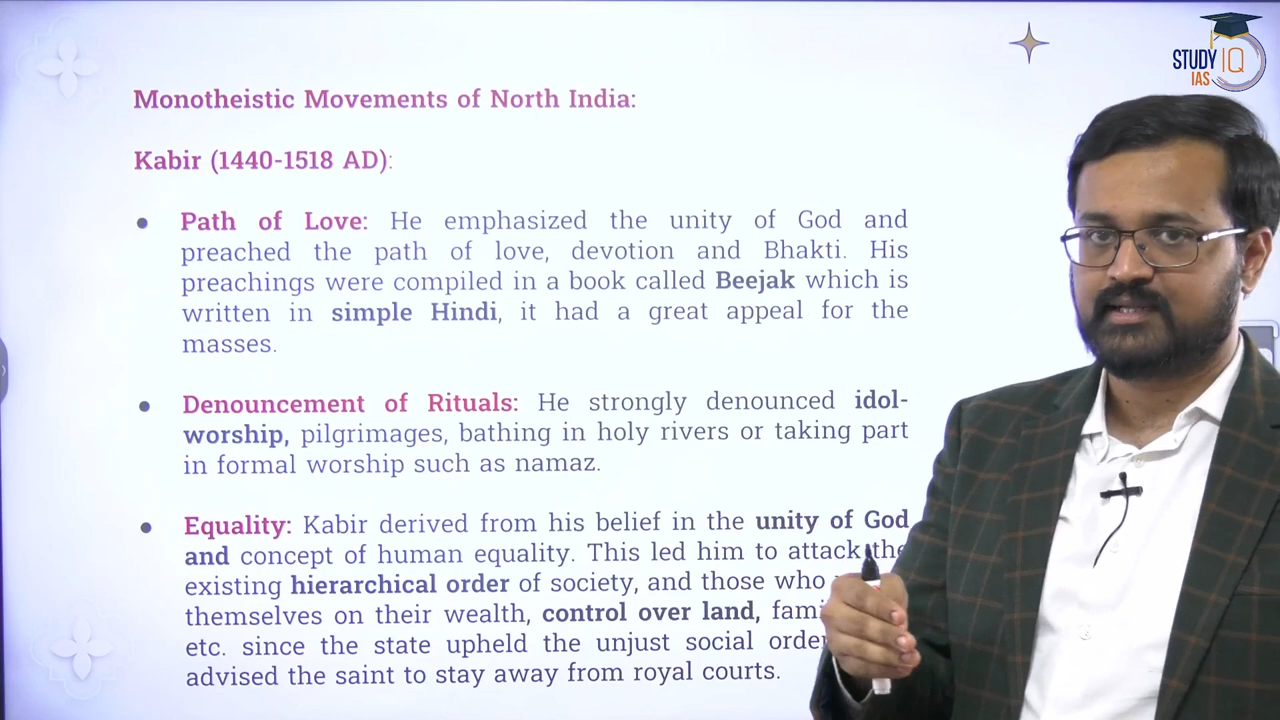 STUDY IQ
IAS
Monotheistic Movements of North India:
Kabir (1440-1518 AD):
• Path of Love: He emphasized the unity of God and
preached the path of love, devotion and Bhakti. His
preachings were compiled in a book called Beejak which is
written in simple Hindi, it had a great appeal for the
masses.
• Denouncement of Rituals: He strongly denounced idol-
worship, pilgrimages, bathing in holy rivers or taking part
in formal worship such as namaz.
• Equality: Kabir derived from his belief in the unity of God
and concept of human equality. This led him to attack the
existing hierarchical order of society, and those who
themselves on their wealth, control over land,
etc. since the state upheld the unjust social
advised the saint to stay away from royal courts.